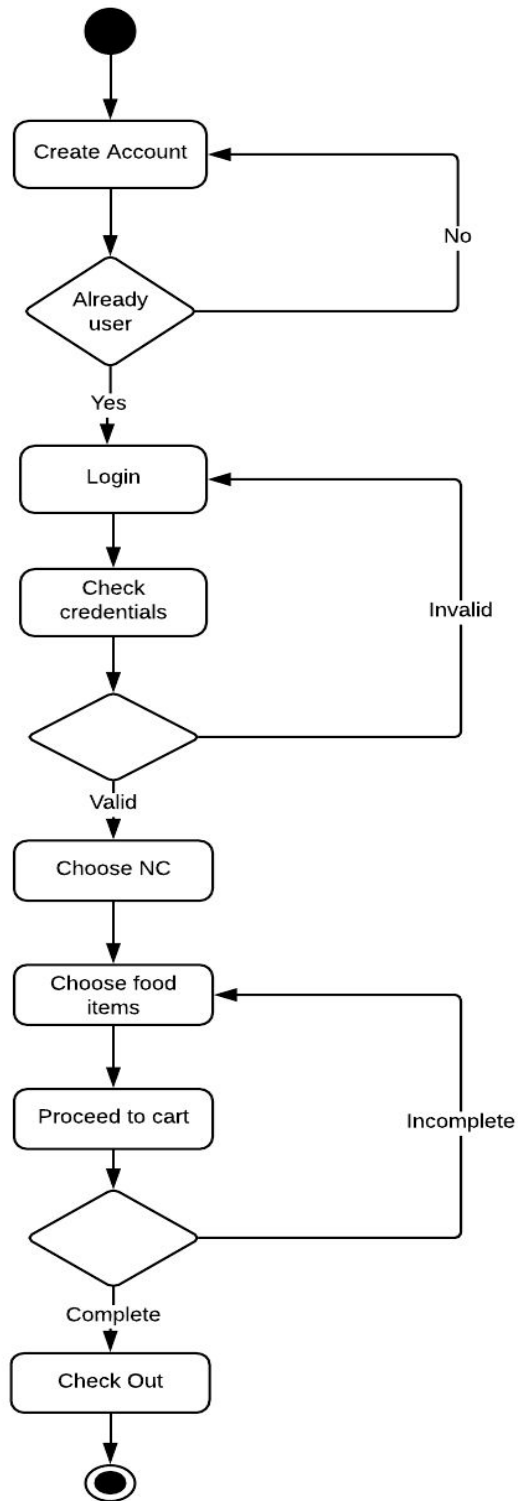 Create Account
No
Already
user
Yes
Login
Check
credentials
Invalid
Valid
Choose NC
Choose food
items
Proceed to cart
Incomplete
Complete
Check Out